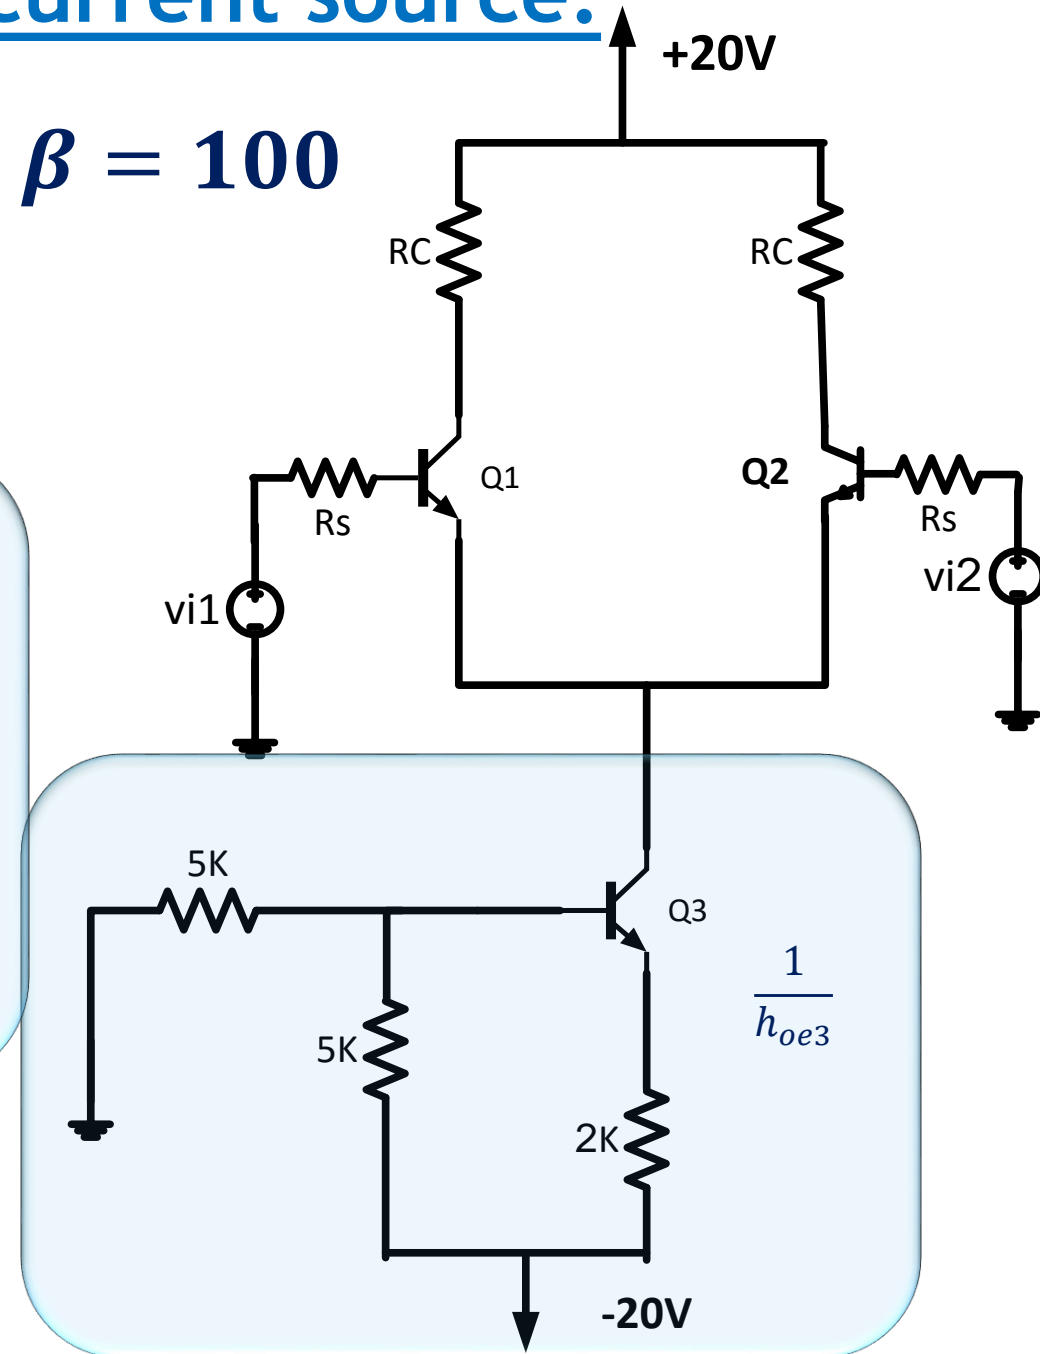 current source.
+20V
β = 100
RC
RC
Q1
Q2
Rs
Rs
vi1
vi2
5K
Q3
1
h_oe3
5K
2K
-20V